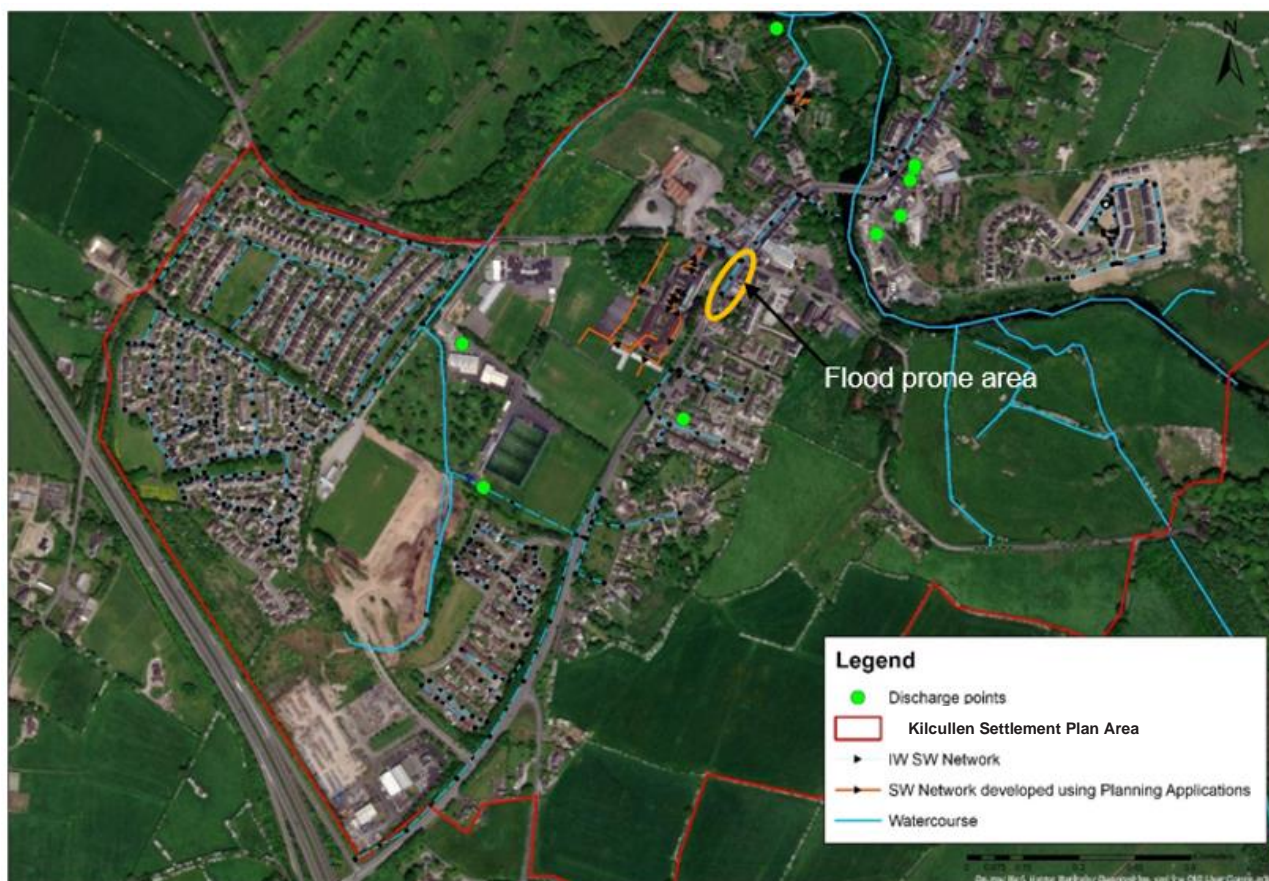 N
Flood prone area
Legend
Discharge points
Kilcullen Settlement Plan Area
IW SW Network
SW Network developed using Planning Applications
Watercourse